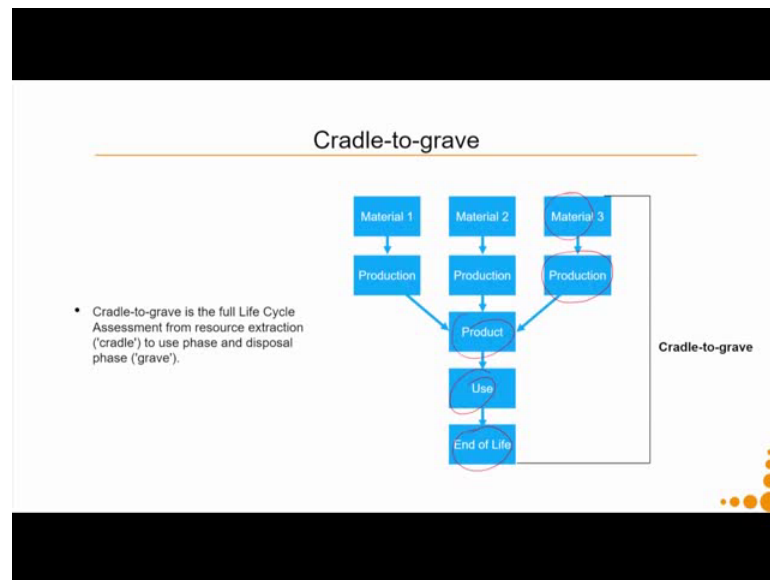 Cradle-to-grave
Material 1
Material 2
Material 3
Production
Production
Production
• Cradle-to-grave is the full Life Cycle
Assessment from resource extraction
('cradle') to use phase and disposal
phase ('grave').
Product
Use
End of Life
Cradle-to-grave